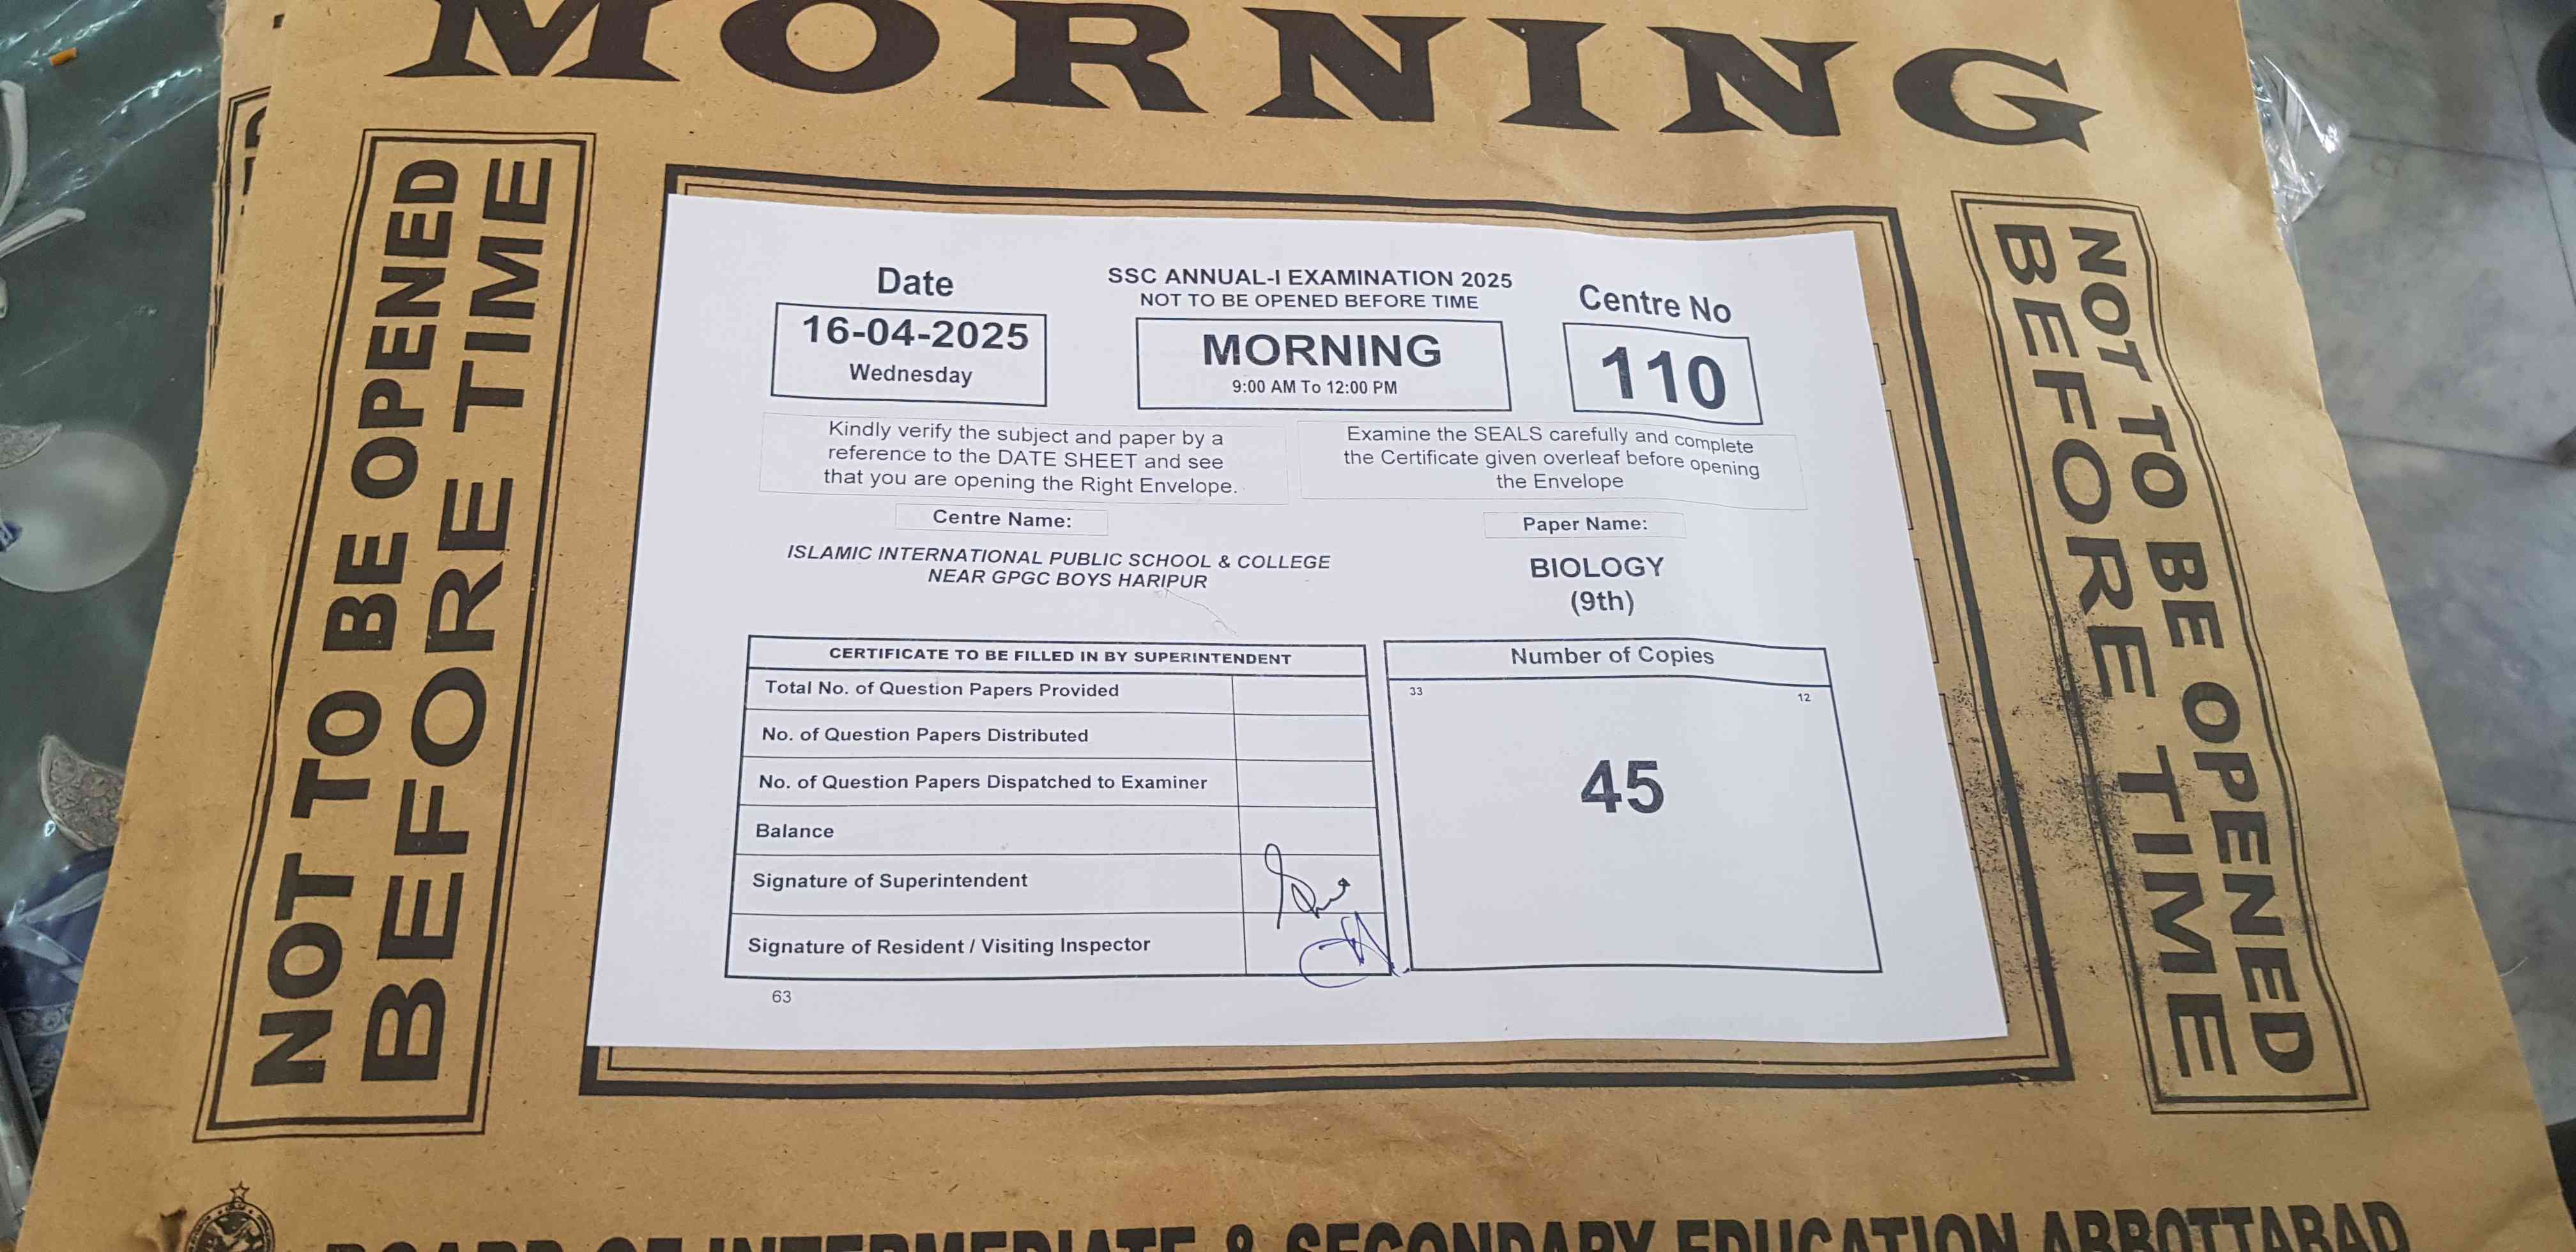 MORNING
NOT TO BE OPENED
BEFORE TIME
Date
16-04-2025
Wednesday
SSC ANNUAL-I EXAMINATION 2025
NOT TO BE OPENED BEFORE TIME
MORNING
9:00 AM To 12:00 PM
Centre No
110
Kindly verify the subject and paper by a
reference to the DATE SHEET and see
that you are opening the Right Envelope.
Examine the SEALS carefully and complete
the Certificate given overleaf before opening
the Envelope
Centre Name:
ISLAMIC INTERNATIONAL PUBLIC SCHOOL & COLLEGE
NEAR GPGC BOYS HARIPUR
Paper Name:
BIOLOGY
(9th)
CERTIFICATE TO BE FILLED IN BY SUPERINTENDENT
Total No. of Question Papers Provided
No. of Question Papers Distributed
No. of Question Papers Dispatched to Examiner
Balance
Signature of Superintendent
Signature of Resident / Visiting Inspector
63
Number of Copies
33 12
45
NOT TO BE OPENED
BEFORE TIME
BOARD OF INTERMEDIATE & SECONDARY EDUCATION ABBOTTABAD